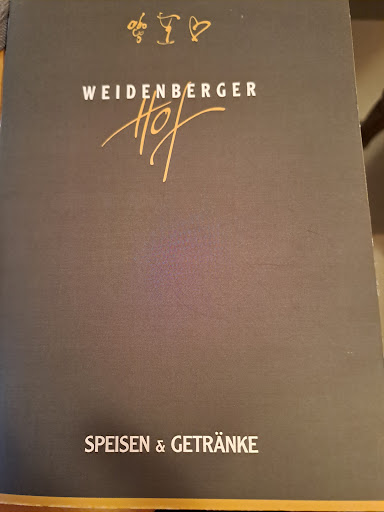 WEIDENBERGER
Hof
SPEISEN & GETRÄNKE